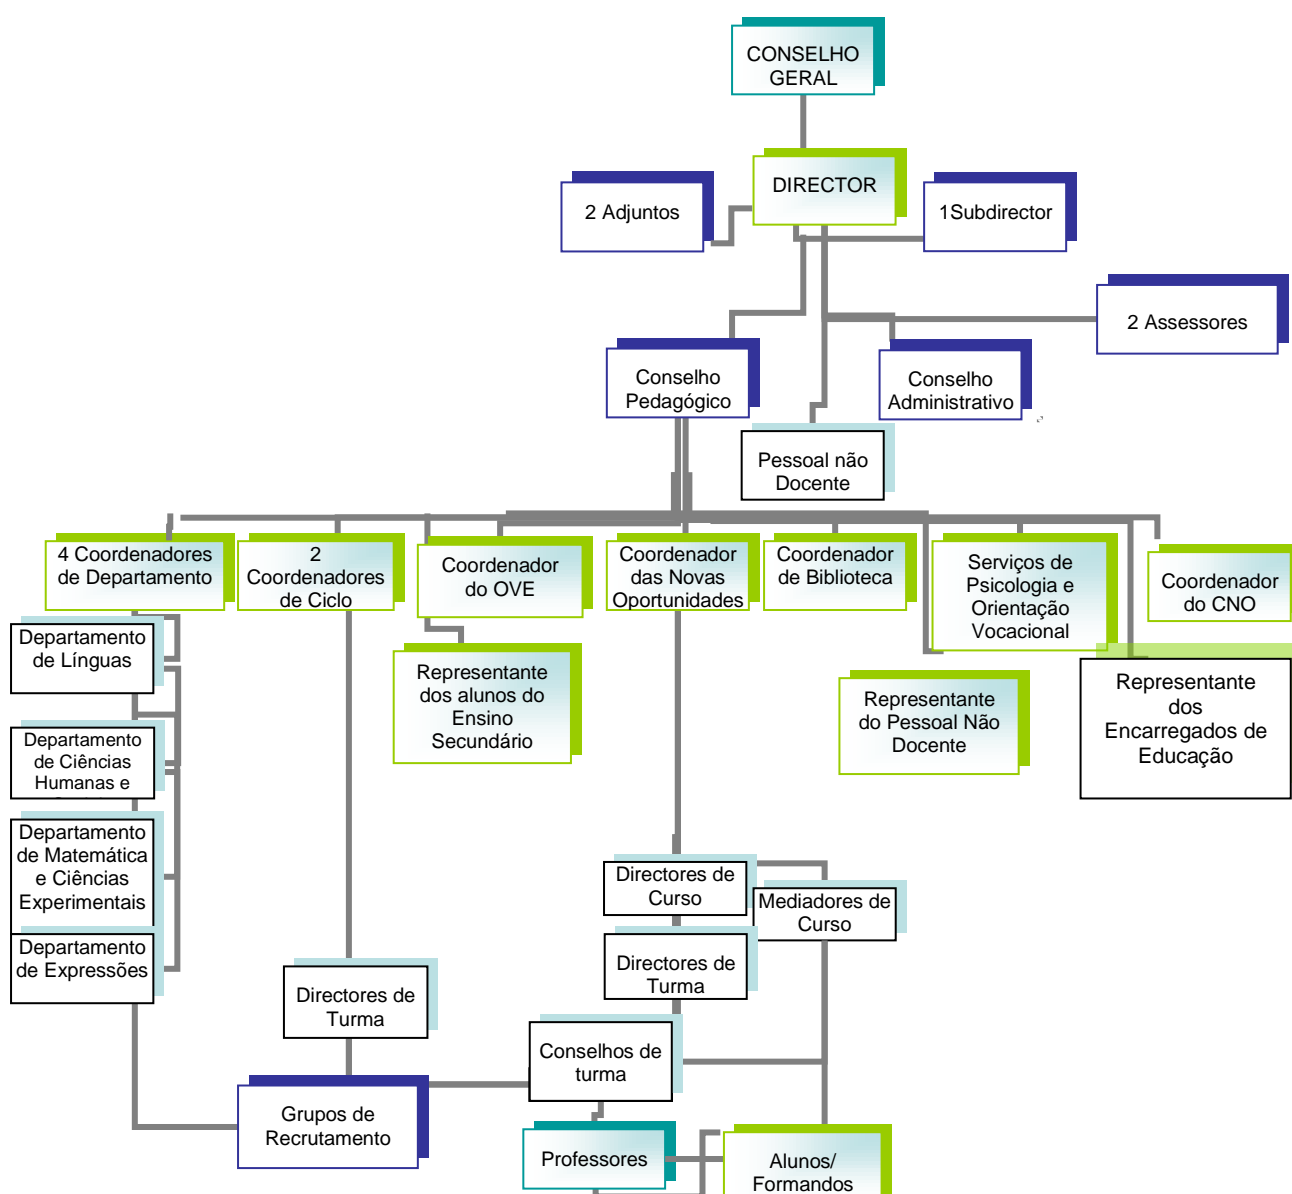 CONSELHO
GERAL
DIRECTOR
2 Adjuntos
1Subdirector
2 Assessores
Conselho
Pedagógico
Conselho
Administrativo
Pessoal não
Docente
4 Coordenadores
de Departamento
2
Coordenadores
de Ciclo
Coordenador
do OVE
Coordenador
das Novas
Oportunidades
Coordenador
de Biblioteca
Serviços de
Psicologia e
Orientação
Vocacional
Coordenador
do CNO
Departamento
de Línguas
Representante
dos alunos do
Ensino
Secundário
Representante
do Pessoal Não
Docente
Representante
dos
Encarregados de
Educação
Departamento
de Ciências
Humanas e
Departamento
de Matemática
e Ciências
Experimentais
Departamento
de Expressões
Directores de
Curso
Mediadores de
Curso
Directores de
Turma
Directores de
Turma
Conselhos de
turma
Grupos de
Recrutamento
Professores
Alunos/
Formandos